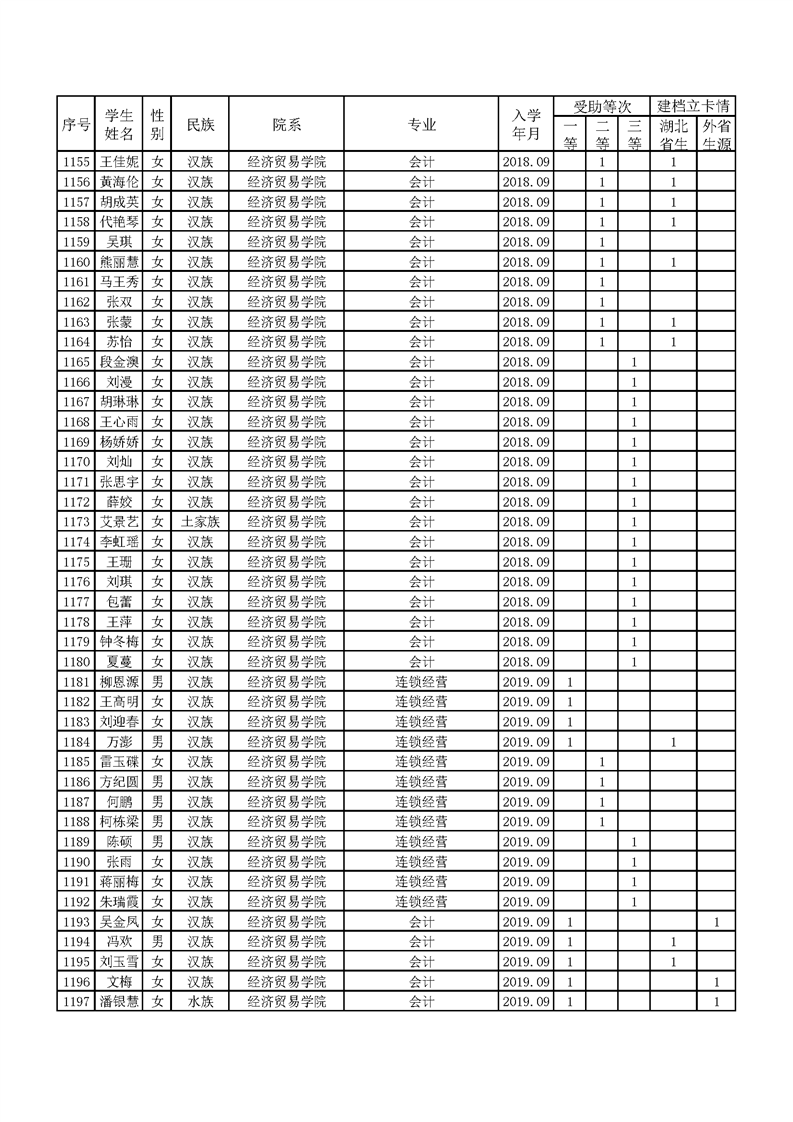 序号 学生姓名 性别 民族 院系 专业 入学年月 受助等次 建档立卡情
一等 二等 三等 湖北省生 外省生源
1155 王佳妮 女 汉族 经济贸易学院 会计 2018.09 1 1
1156 黄海伦 女 汉族 经济贸易学院 会计 2018.09 1 1
1157 胡成英 女 汉族 经济贸易学院 会计 2018.09 1 1
1158 代艳琴 女 汉族 经济贸易学院 会计 2018.09 1 1
1159 吴琪 女 汉族 经济贸易学院 会计 2018.09 1
1160 熊丽慧 女 汉族 经济贸易学院 会计 2018.09 1 1
1161 马王秀 女 汉族 经济贸易学院 会计 2018.09 1
1162 张双 女 汉族 经济贸易学院 会计 2018.09 1
1163 张蒙 女 汉族 经济贸易学院 会计 2018.09 1 1
1164 苏怡 女 汉族 经济贸易学院 会计 2018.09 1 1
1165 段金澳 女 汉族 经济贸易学院 会计 2018.09 1
1166 刘漫 女 汉族 经济贸易学院 会计 2018.09 1
1167 胡琳琳 女 汉族 经济贸易学院 会计 2018.09 1
1168 王心雨 女 汉族 经济贸易学院 会计 2018.09 1
1169 杨娇娇 女 汉族 经济贸易学院 会计 2018.09 1
1170 刘灿 女 汉族 经济贸易学院 会计 2018.09 1
1171 张思宇 女 汉族 经济贸易学院 会计 2018.09 1
1172 薛姣 女 汉族 经济贸易学院 会计 2018.09 1
1173 艾景艺 女 土家族 经济贸易学院 会计 2018.09 1
1174 李虹瑶 女 汉族 经济贸易学院 会计 2018.09 1
1175 王珊 女 汉族 经济贸易学院 会计 2018.09 1
1176 刘琪 女 汉族 经济贸易学院 会计 2018.09 1
1177 包蕾 女 汉族 经济贸易学院 会计 2018.09 1
1178 王萍 女 汉族 经济贸易学院 会计 2018.09 1
1179 钟冬梅 女 汉族 经济贸易学院 会计 2018.09 1
1180 夏蔓 女 汉族 经济贸易学院 会计 2018.09 1
1181 柳恩源 男 汉族 经济贸易学院 连锁经营 2019.09 1
1182 王高明 女 汉族 经济贸易学院 连锁经营 2019.09 1
1183 刘迎春 女 汉族 经济贸易学院 连锁经营 2019.09 1
1184 万澎 男 汉族 经济贸易学院 连锁经营 2019.09 1 1
1185 雷玉碟 女 汉族 经济贸易学院 连锁经营 2019.09 1
1186 方纪圆 男 汉族 经济贸易学院 连锁经营 2019.09 1
1187 何鹏 男 汉族 经济贸易学院 连锁经营 2019.09 1
1188 柯栋梁 男 汉族 经济贸易学院 连锁经营 2019.09 1
1189 陈硕 男 汉族 经济贸易学院 连锁经营 2019.09 1
1190 张雨 女 汉族 经济贸易学院 连锁经营 2019.09 1
1191 蒋丽梅 女 汉族 经济贸易学院 连锁经营 2019.09 1
1192 朱瑞霞 女 汉族 经济贸易学院 连锁经营 2019.09 1
1193 吴金凤 女 汉族 经济贸易学院 会计 2019.09 1 1
1194 冯欢 男 汉族 经济贸易学院 会计 2019.09 1 1
1195 刘玉雪 女 汉族 经济贸易学院 会计 2019.09 1 1
1196 文梅 女 汉族 经济贸易学院 会计 2019.09 1 1
1197 潘银慧 女 水族 经济贸易学院 会计 2019.09 1 1